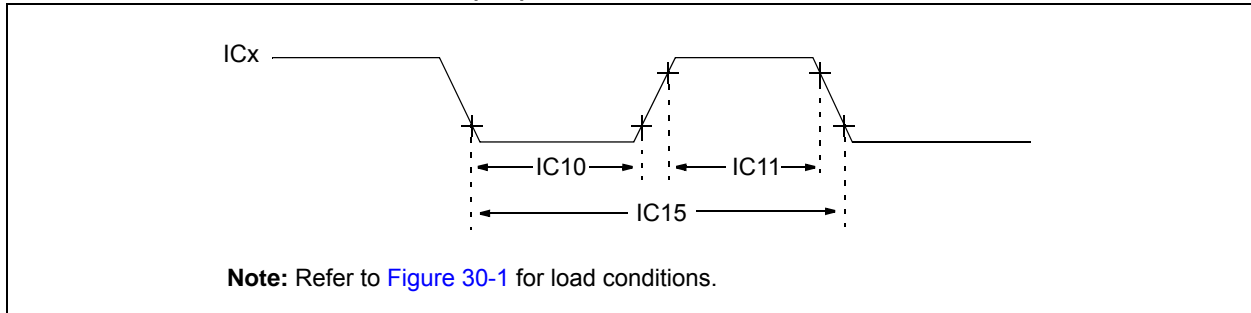 ICx
IC10
IC11
IC15
Note: Refer to Figure 30-1 for load conditions.